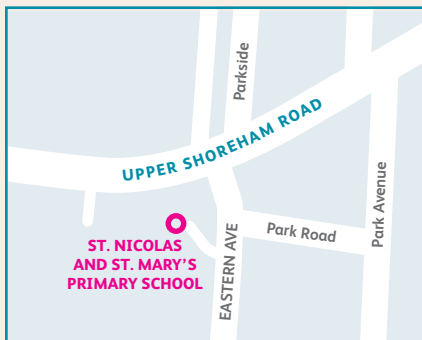 Parkside
UPPER SHOREHAM ROAD
ST. NICOLAS
AND ST. MARY'S
PRIMARY SCHOOL
EASTERN AVE
Park Road
Park Avenue